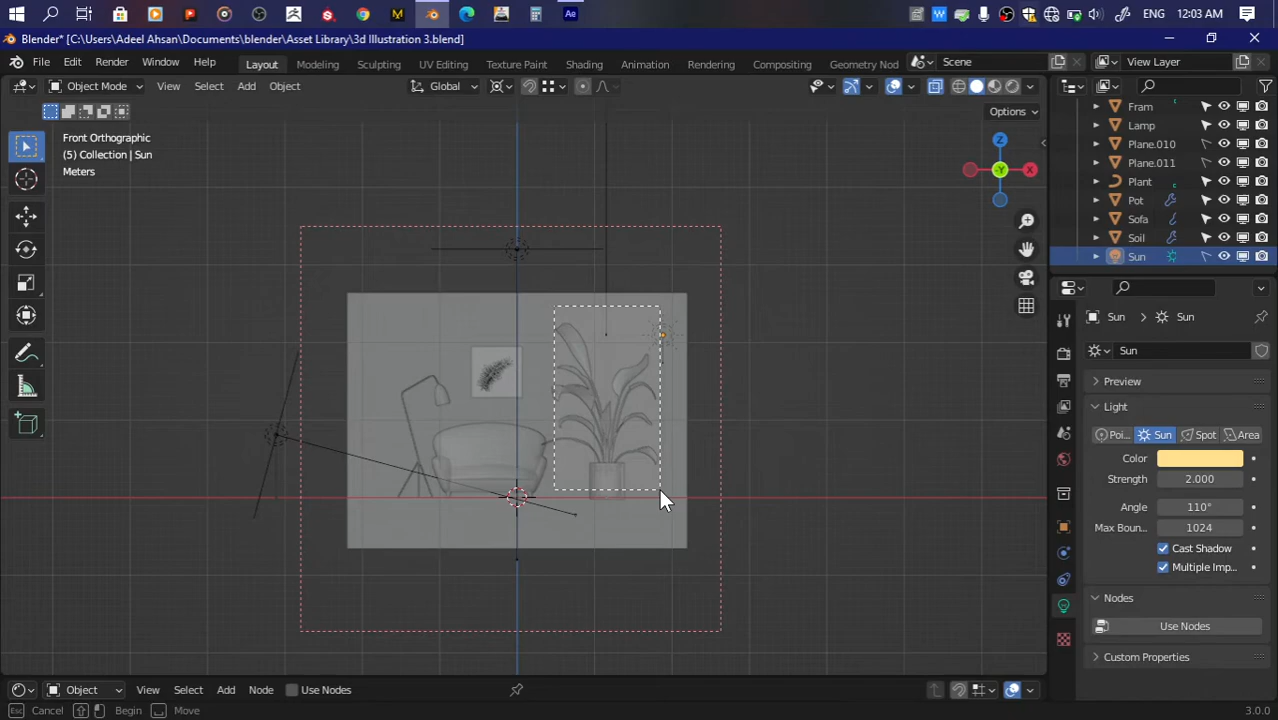 ENG 12:03 AM
Blender* [C:\Users\Adeel Ahsan\Documents\blender\Asset Library\3d Illustration 3.blend]
File Edit Render Window Help Layout Modeling Sculpting UV Editing Texture Paint Shading Animation Rendering Compositing Geometry Nod Scene View Layer
Object Mode View Select Add Object Global
Options
Front Orthographic
(5) Collection | Sun
Meters
Z
X
-Y
Fram
Lamp
Plane.010
Plane.011
Plant
Pot
Sofa
Soil
Sun
Sun Sun
Sun
Preview
Light
Poi... Sun Spot Area
Color
Strength 2.000
Angle 110°
Max Boun... 1024
Cast Shadow
Multiple Imp...
Nodes
Use Nodes
Custom Properties
Object View Select Add Node Use Nodes
Esc Cancel Begin Move 3.0.0